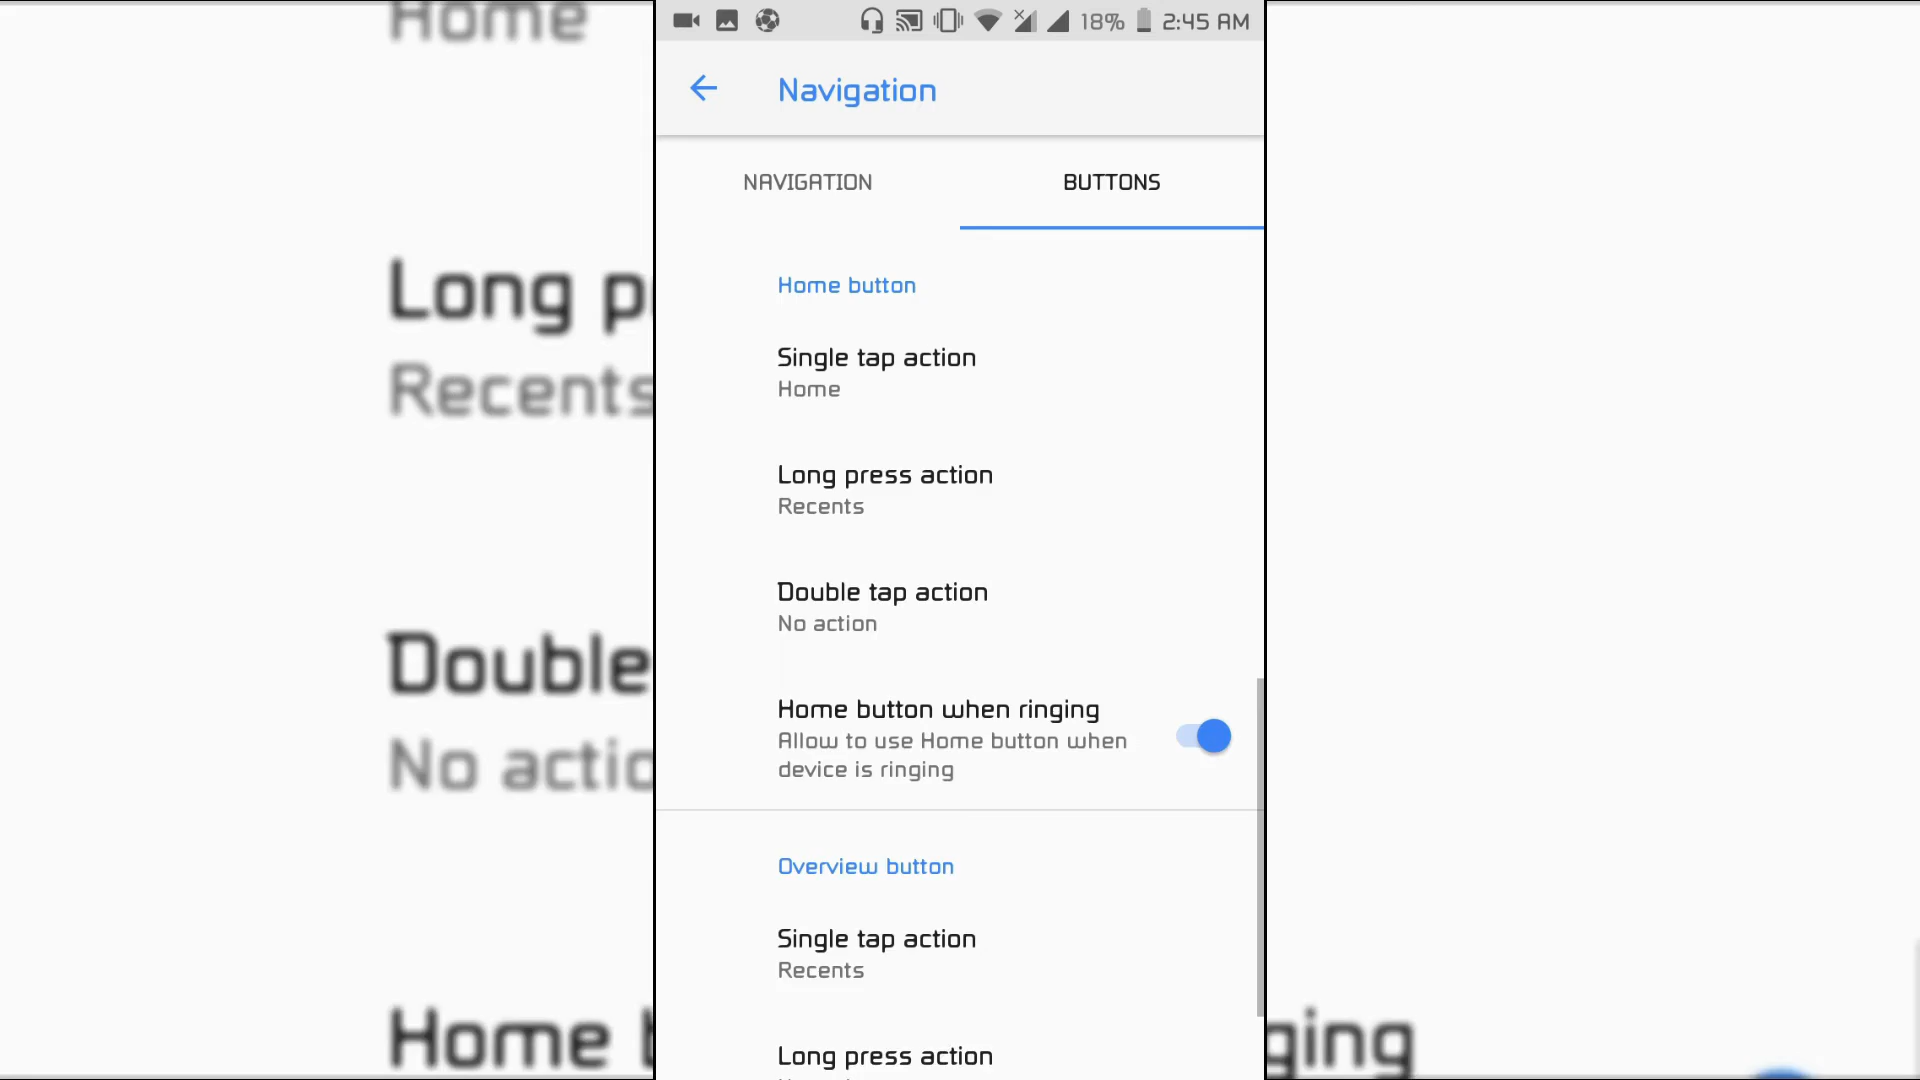 18% 2:45 AM
Navigation
NAVIGATION BUTTONS
Home button
Single tap action
Home
Long press action
Recents
Double tap action
No action
Home button when ringing
Allow to use Home button when
device is ringing
Overview button
Single tap action
Recents
Long press action
Home
Long p
Recents
Double
No actio
Home b
ging